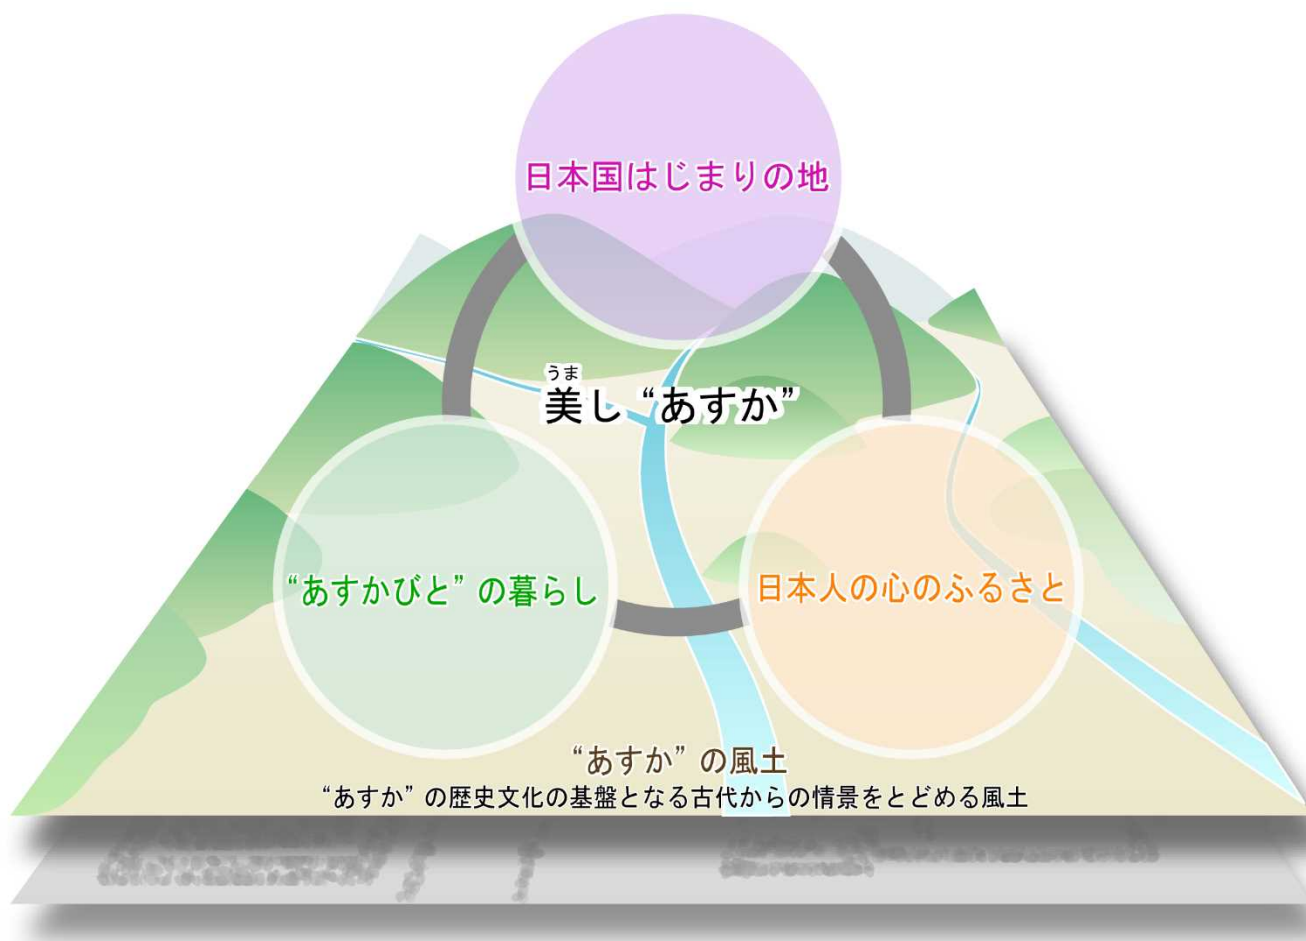 日本国はじまりの地
うま
美し“あすか”
“あすかびと”の暮らし
日本人の心のふるさと
“あすか”の風土
“あすか”の歴史文化の基盤となる古代からの情景をとどめる風土